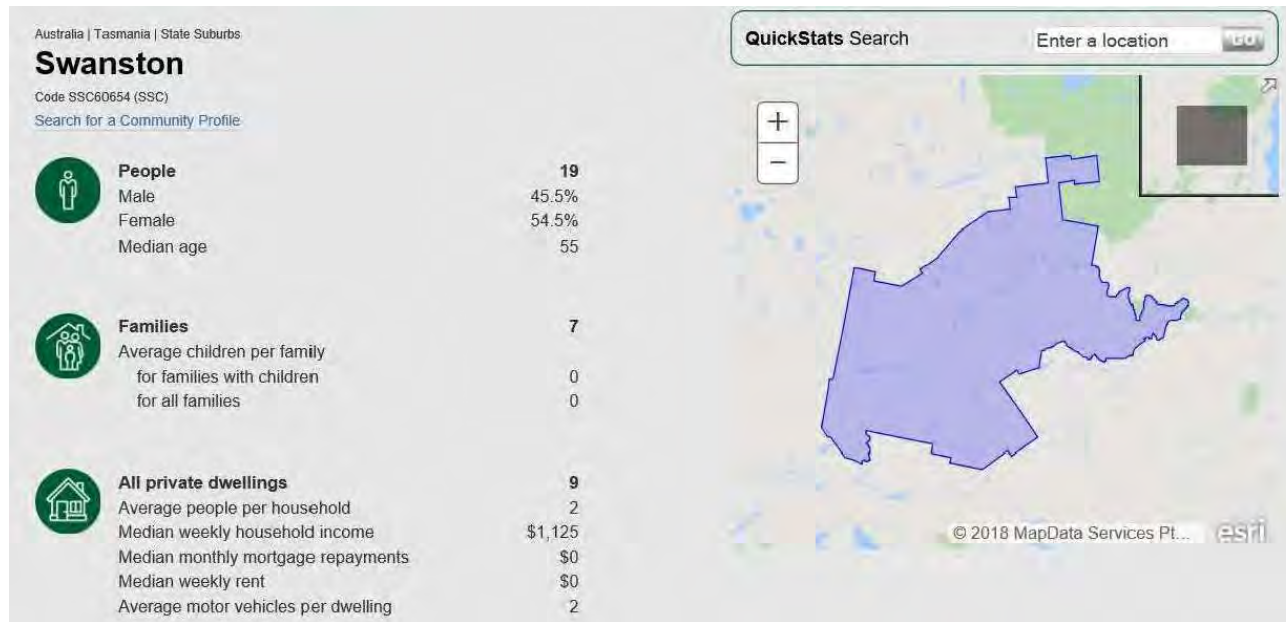 Australia | Tasmania | State Suburbs
Swanston
Code SSC60654 (SSC)
Search for a Community Profile
People 19
Male 45.5%
Female 54.5%
Median age 55
Families 7
Average children per family
for families with children 0
for all families 0
All private dwellings 9
Average people per household 2
Median weekly household income $1,125
Median monthly mortgage repayments $0
Median weekly rent $0
Average motor vehicles per dwelling 2
QuickStats Search Enter a location GO
+
−
© 2018 MapData Services Pt... esri